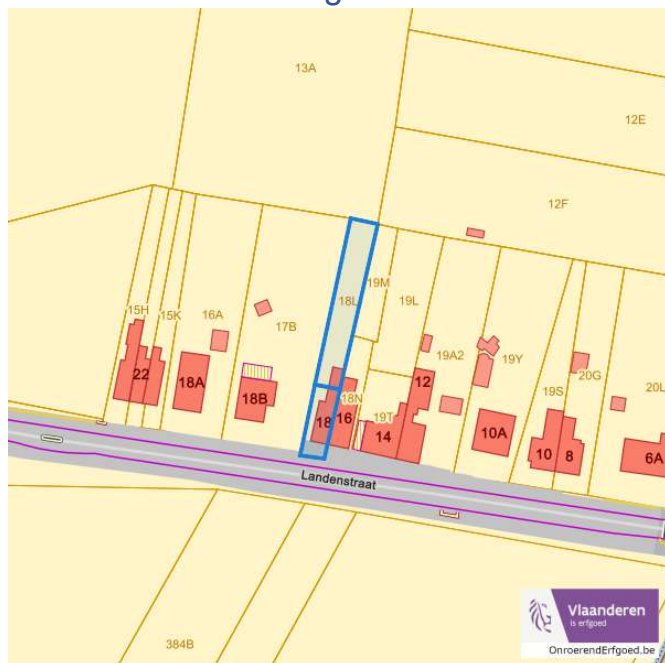 g
13A
12E
12F
19M
18L
19L
15H
15K
16A
17B
19A2
19Y
20G
19S
20L
22
18A
18B
18
16
18N
19T
14
12
10A
10
8
6A
Landenstraat
384B
Vlaanderen
is erfgoed
OnroerendErfgoed.be